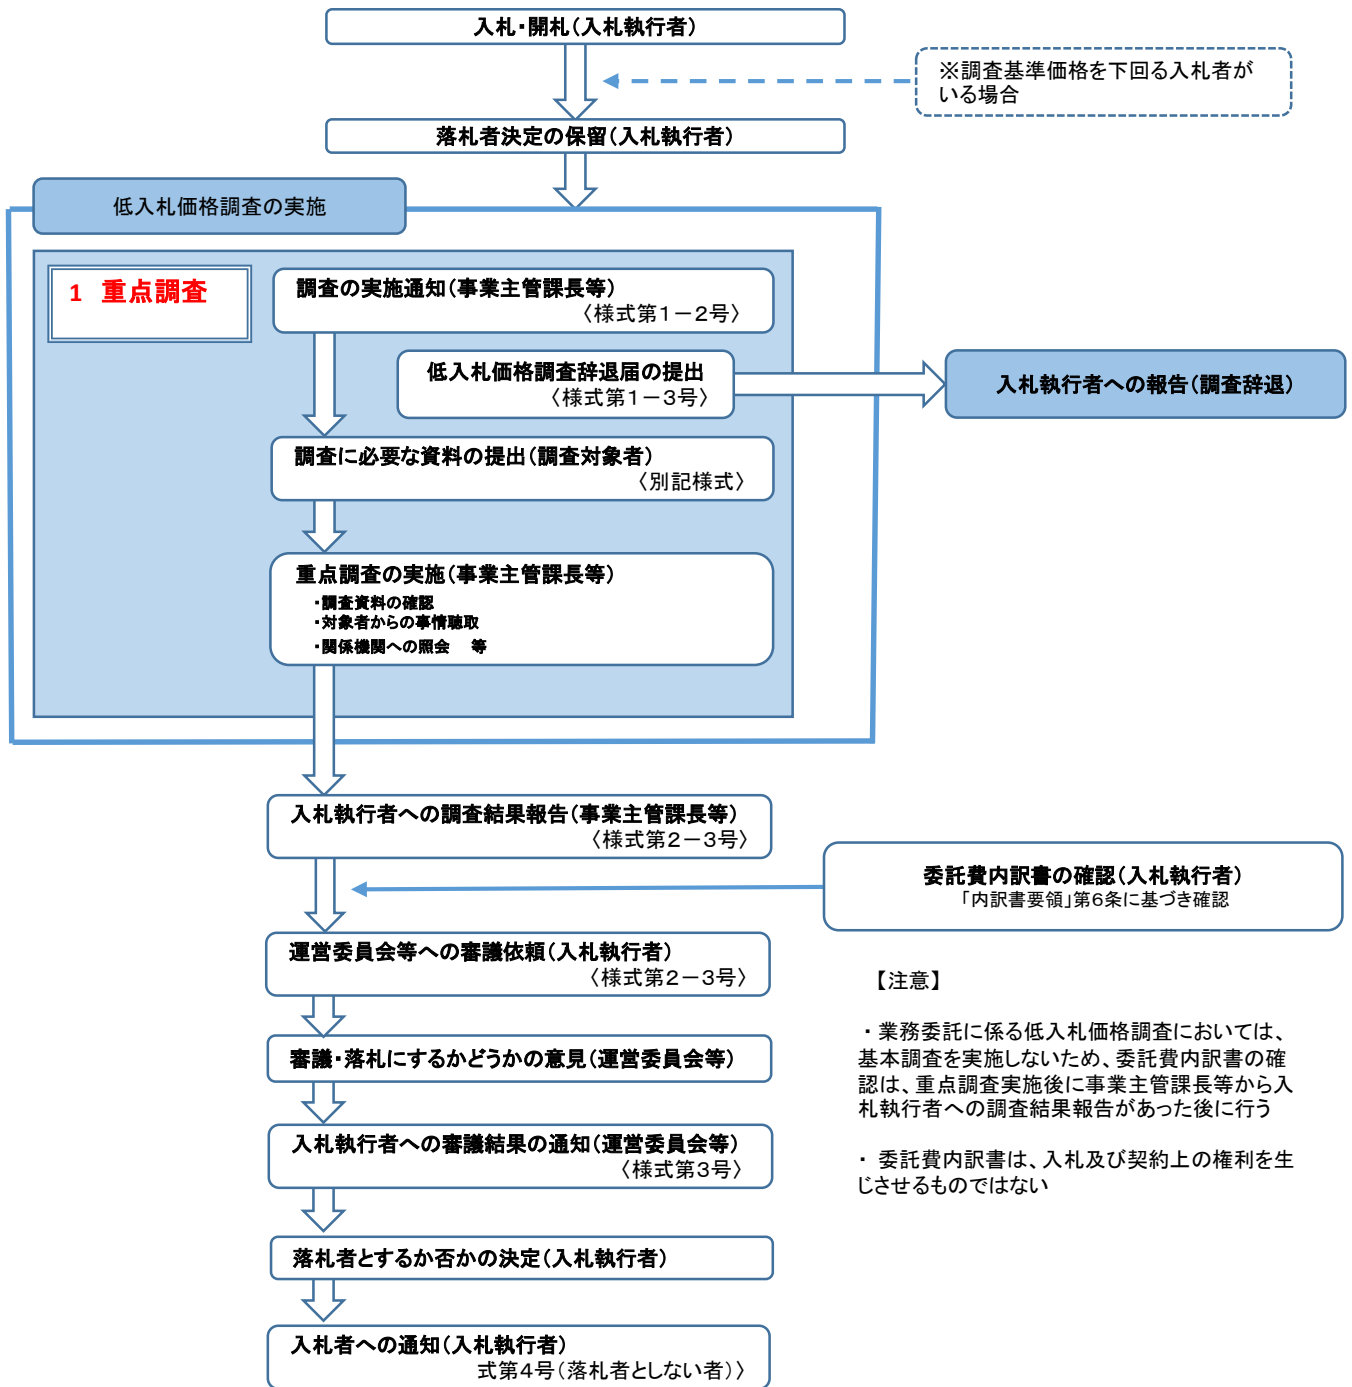 入札・開札（入札執行者）
※調査基準価格を下回る入札者が
いる場合
落札者決定の保留（入札執行者）
低入札価格調査の実施
1　重点調査
調査の実施通知（事業主管課長等）
〈様式第１－２号〉
低入札価格調査辞退届の提出
〈様式第１－３号〉
入札執行者への報告（調査辞退）
調査に必要な資料の提出（調査対象者）
〈別記様式〉
重点調査の実施（事業主管課長等）
・調査資料の確認
・対象者からの事情聴取
・関係機関への照会　等
入札執行者への調査結果報告（事業主管課長等）
〈様式第２－３号〉
委託費内訳書の確認（入札執行者）
「内訳書要領」第６条に基づき確認
運営委員会等への審議依頼（入札執行者）
〈様式第２－３号〉
【注意】
・ 業務委託に係る低入札価格調査においては、
基本調査を実施しないため、委託費内訳書の確
認は、重点調査実施後に事業主管課長等から入
札執行者への調査結果報告があった後に行う
・ 委託費内訳書は、入札及び契約上の権利を生
じさせるものではない
審議・落札にするかどうかの意見（運営委員会等）
入札執行者への審議結果の通知（運営委員会等）
〈様式第３号〉
落札者とするか否かの決定（入札執行者）
入札者への通知（入札執行者）
式第４号（落札者としない者）〉